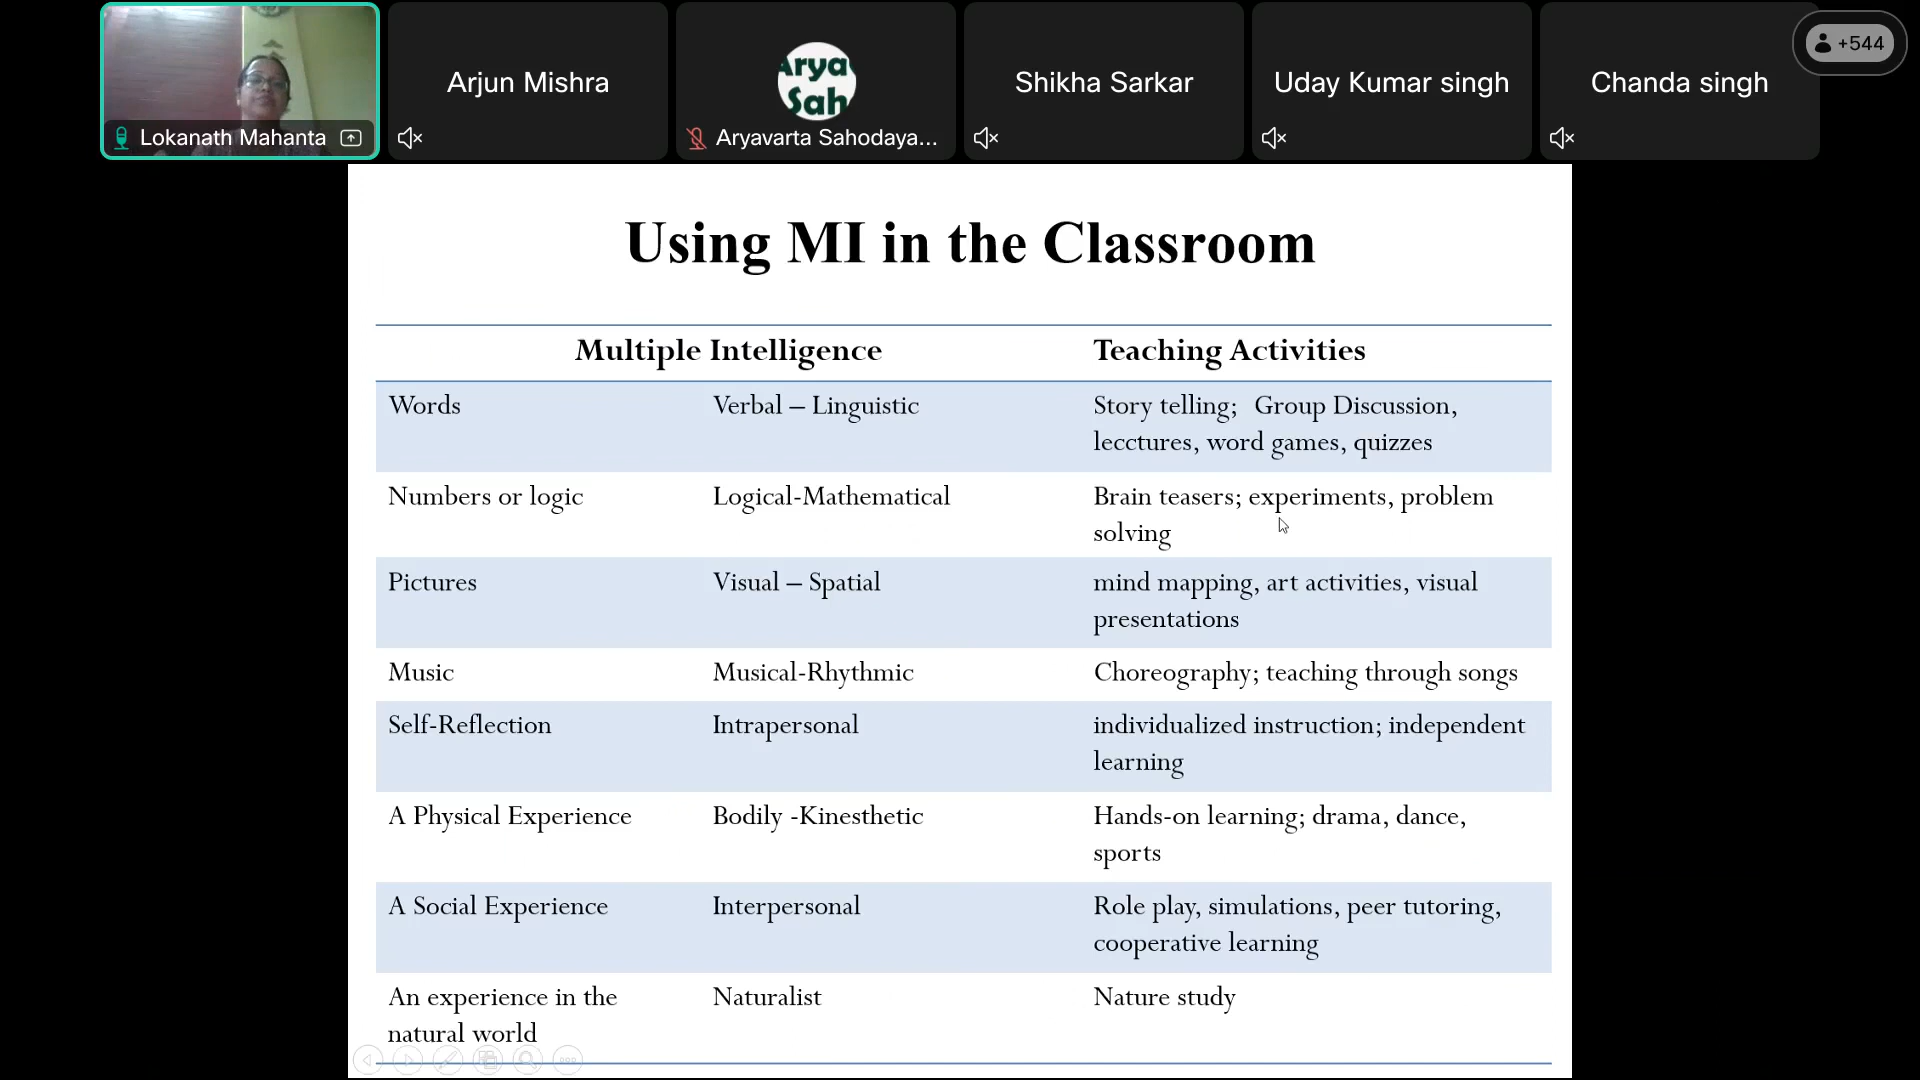 Arjun Mishra
Arya
Sah
Shikha Sarkar
Uday Kumar singh
Chanda singh
+544
Lokanath Mahanta
Aryavarta Sahodaya...
Using MI in the Classroom
Multiple Intelligence Teaching Activities
Words Verbal – Linguistic Story telling; Group Discussion,
lecctures, word games, quizzes
Numbers or logic Logical-Mathematical Brain teasers; experiments, problem
solving
Pictures Visual – Spatial mind mapping, art activities, visual
presentations
Music Musical-Rhythmic Choreography; teaching through songs
Self-Reflection Intrapersonal individualized instruction; independent
learning
A Physical Experience Bodily -Kinesthetic Hands-on learning; drama, dance,
sports
A Social Experience Interpersonal Role play, simulations, peer tutoring,
cooperative learning
An experience in the Naturalist Nature study
natural world